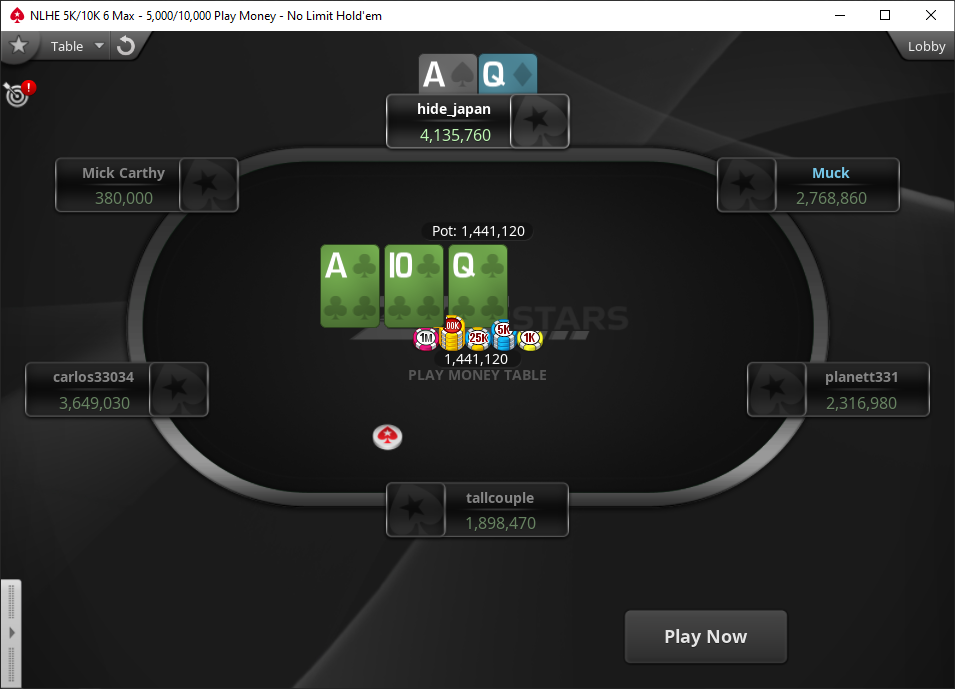 NLHE 5K/10K 6 Max - 5,000/10,000 Play Money - No Limit Hold'em
Table
Lobby
!
A Q
hide_japan
4,135,760
Mick Carthy
380,000
Muck
2,768,860
Pot: 1,441,120
A 10 Q
STARS
1M 00K 25K 5K 1K
1,441,120
PLAY MONEY TABLE
carlos33034
3,649,030
planett331
2,316,980
tallcouple
1,898,470
Play Now